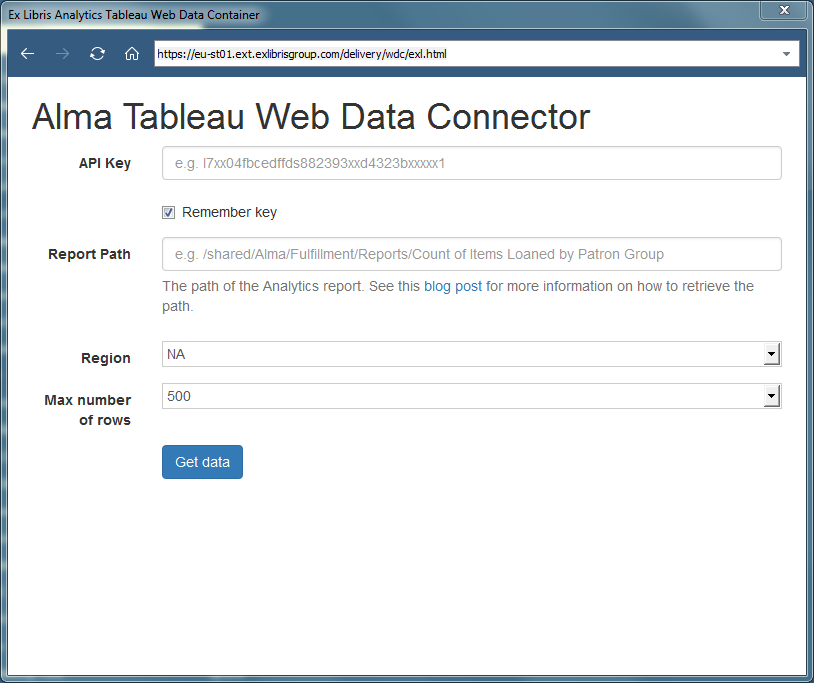 Ex Libris Analytics Tableau Web Data Container
https://eu-st01.ext.exlibrisgroup.com/delivery/wdc/exl.html
Alma Tableau Web Data Connector
API Key
e.g. l7xx04fbcedffds882393xxd4323bxxxxx1
Remember key
Report Path
e.g. /shared/Alma/Fulfillment/Reports/Count of Items Loaned by Patron Group
The path of the Analytics report. See this blog post for more information on how to retrieve the
path.
Region
NA
Max number
of rows
500
Get data